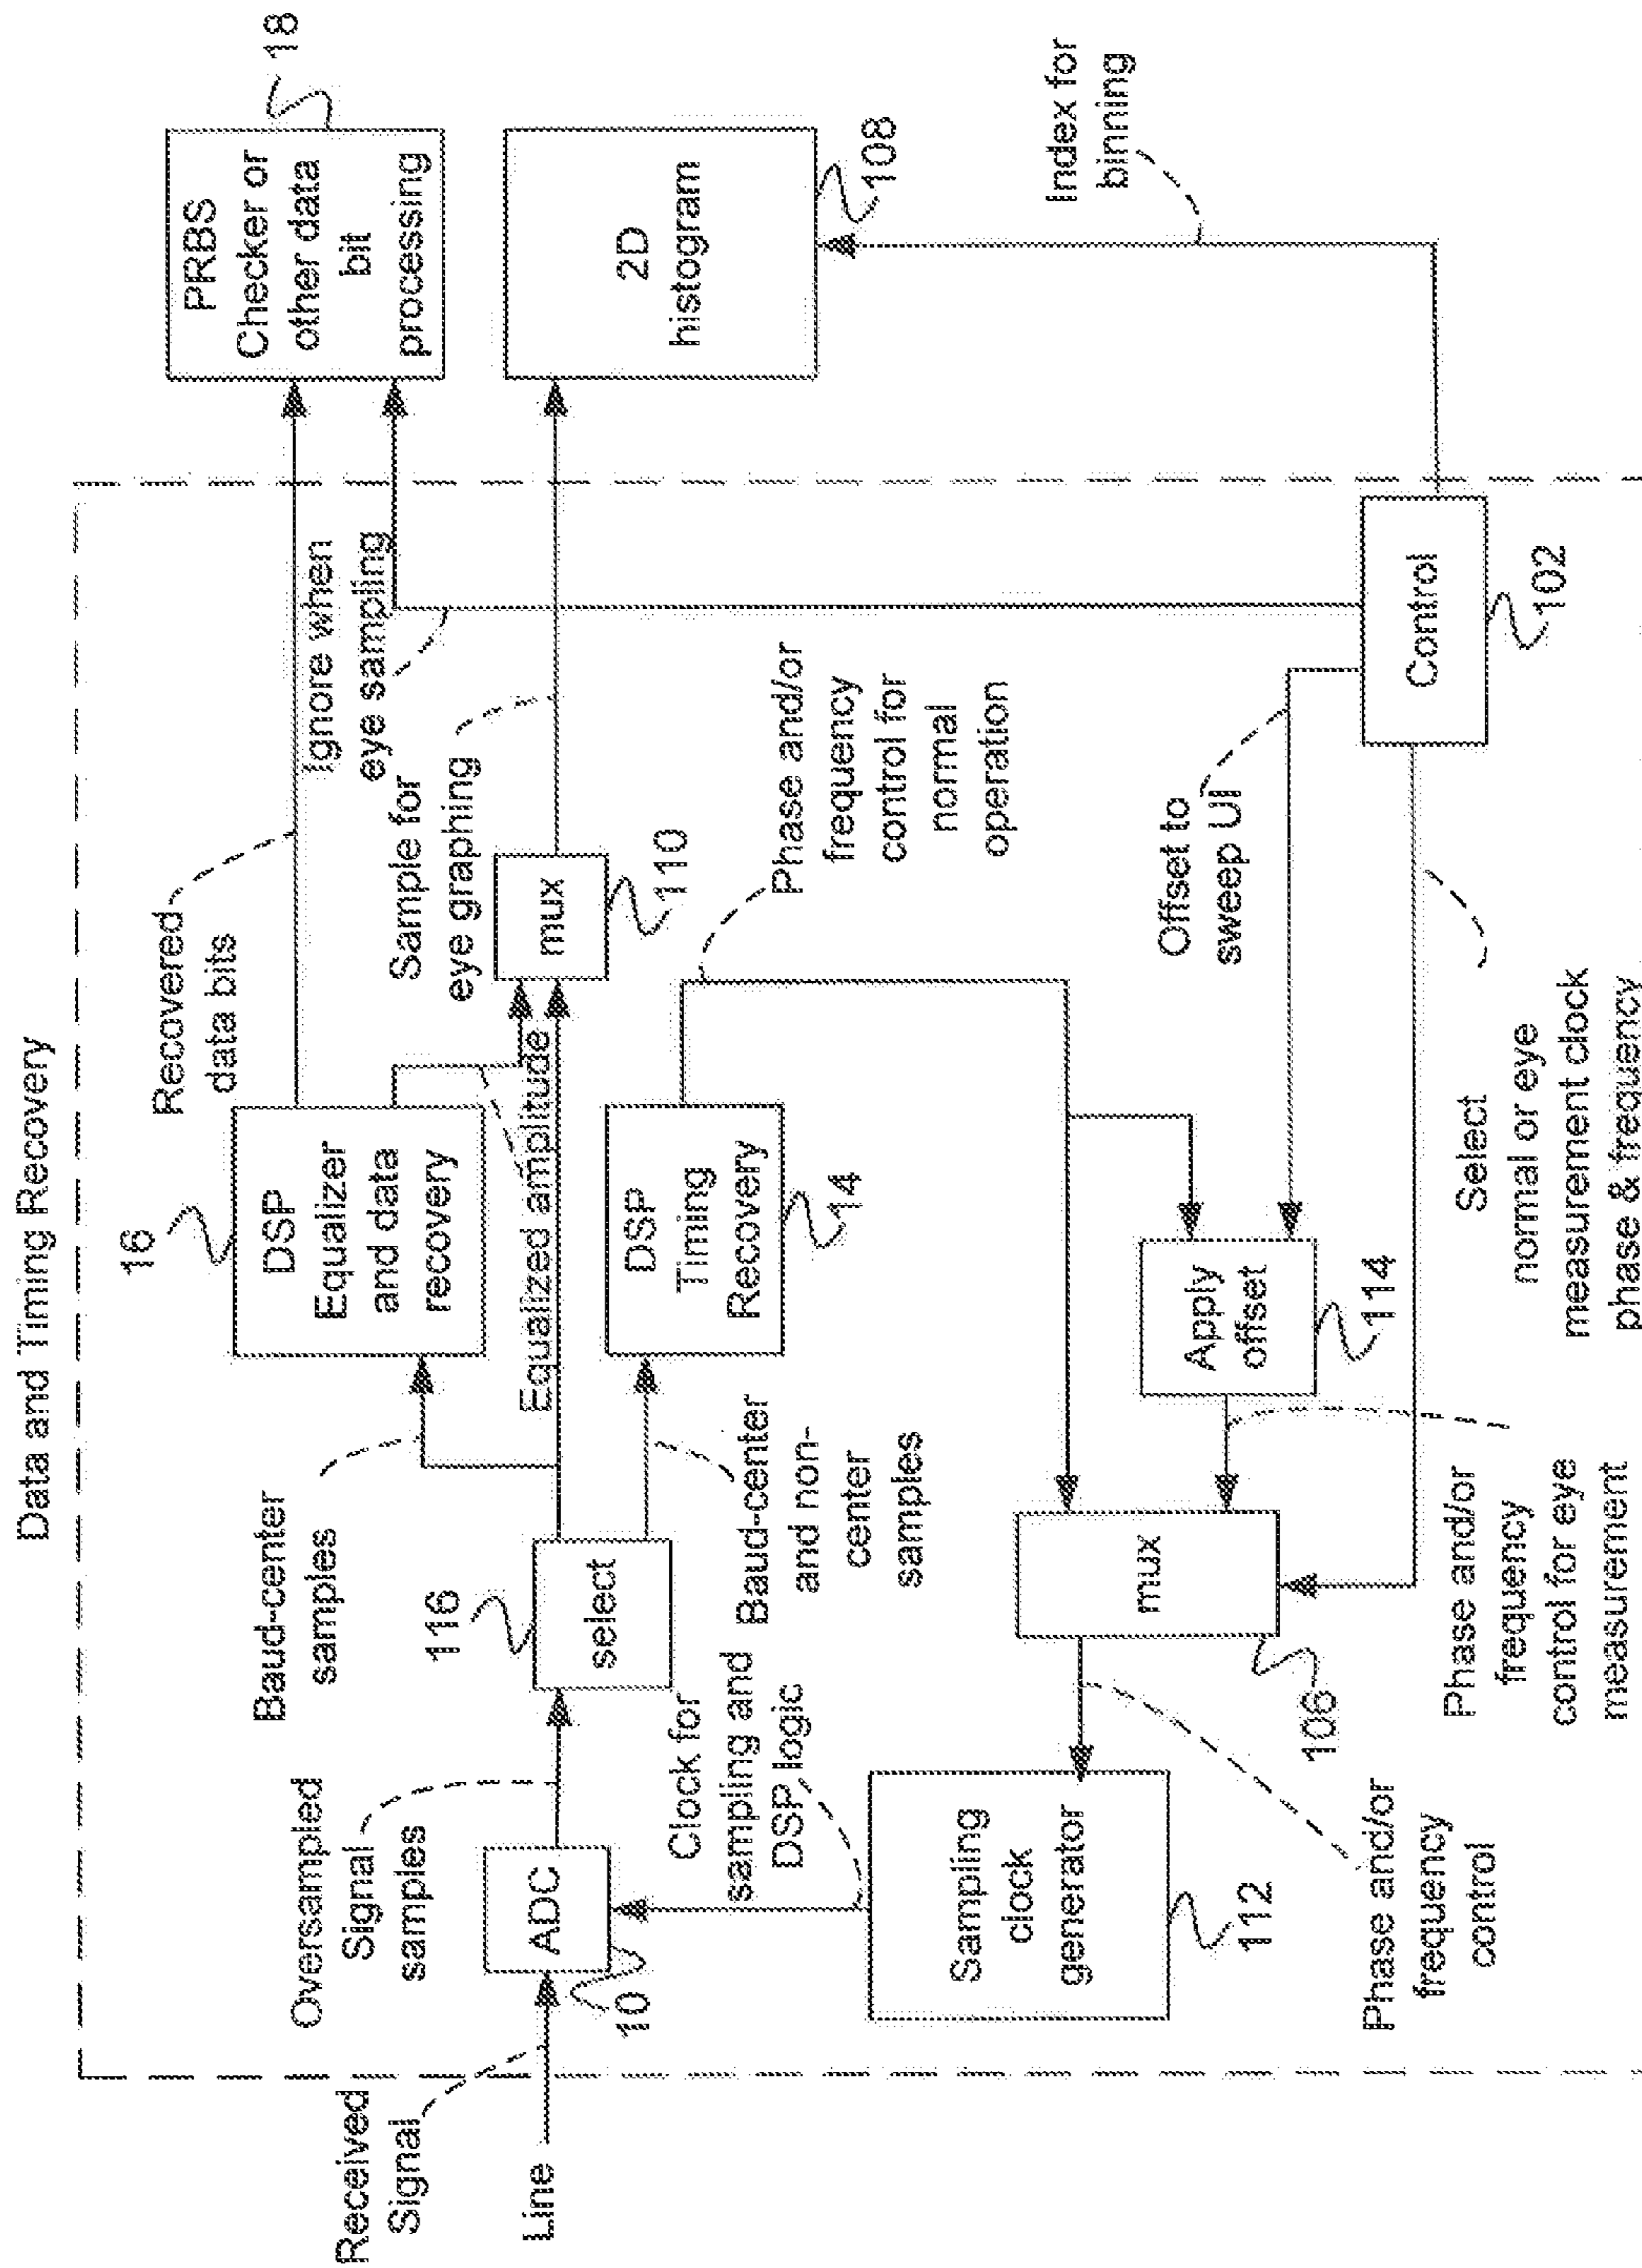 Data and Timing Recovery
Received
Signal
Line
Oversampled
Signal
samples
ADC
10
Baud-center
samples
116
select
Clock for
sampling and
DSP logic
Baud-center
and non-
center
samples
16
DSP
Equalizer
and data
recovery
Equalized amplitude
DSP
Timing
Recovery
14
Recovered
data bits
Ignore when
eye sampling
Sample for
eye graphing
mux
110
PRBS
Checker or
other data
bit
processing
18
2D
histogram
108
Index for
binning
Phase and/or
frequency
control for
normal
operation
Offset to
sweep UI
Control
102
Sampling
clock
generator
112
mux
106
Apply
offset
114
Phase and/or
frequency
control
Phase and/or
frequency
control for eye
measurement
Select
normal or eye
measurement clock
phase & frequency